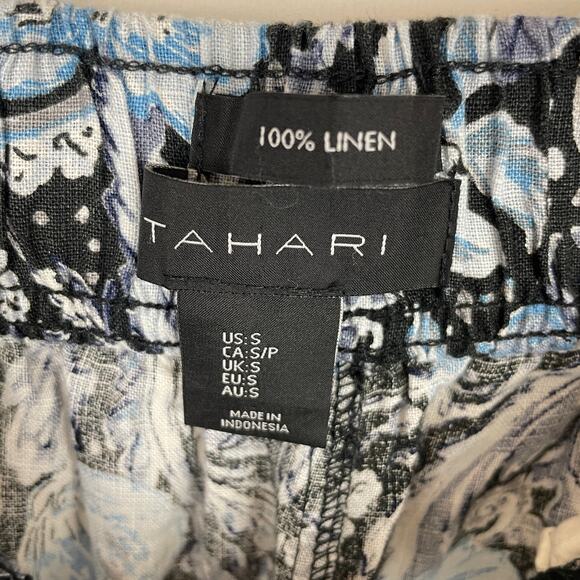 100% LINEN
TAHARI
US:S
CA:S/P
UK:S
EU:S
AU:S
MADE IN
INDONESIA